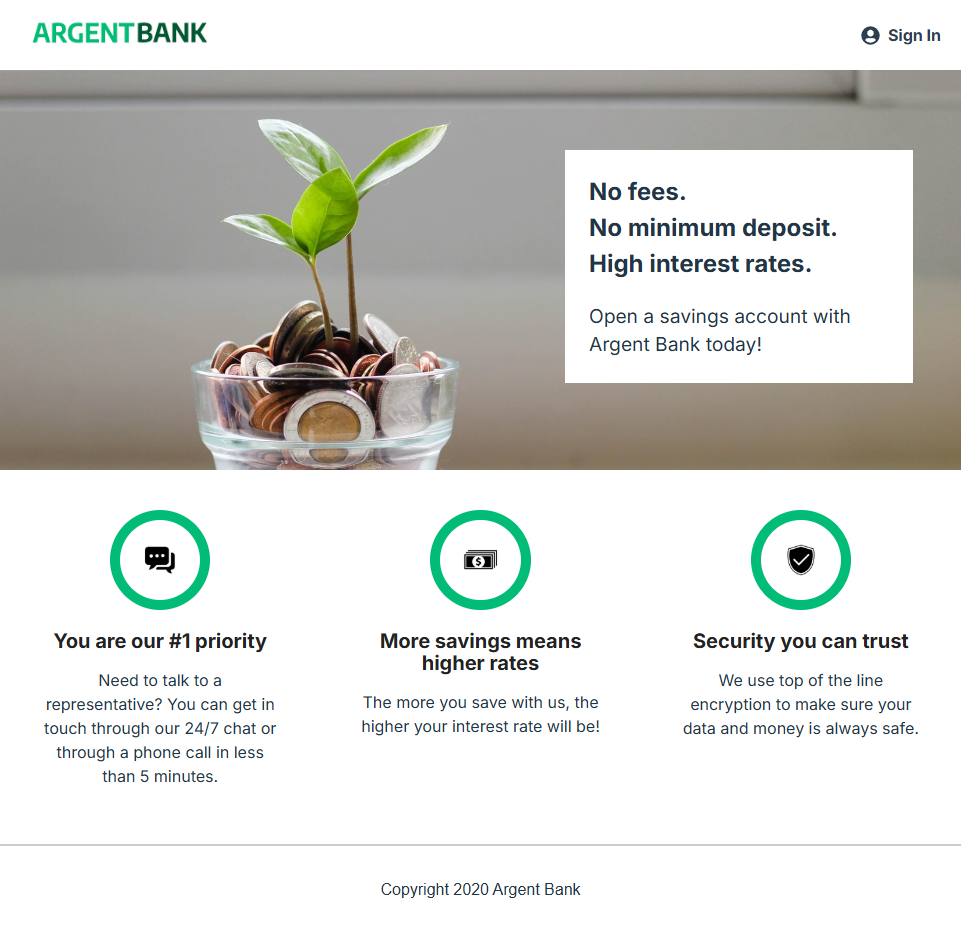 ARGENTBANK
Sign In
No fees.
No minimum deposit.
High interest rates.
Open a savings account with
Argent Bank today!
You are our #1 priority
Need to talk to a
representative? You can get in
touch through our 24/7 chat or
through a phone call in less
than 5 minutes.
More savings means
higher rates
The more you save with us, the
higher your interest rate will be!
Security you can trust
We use top of the line
encryption to make sure your
data and money is always safe.
Copyright 2020 Argent Bank